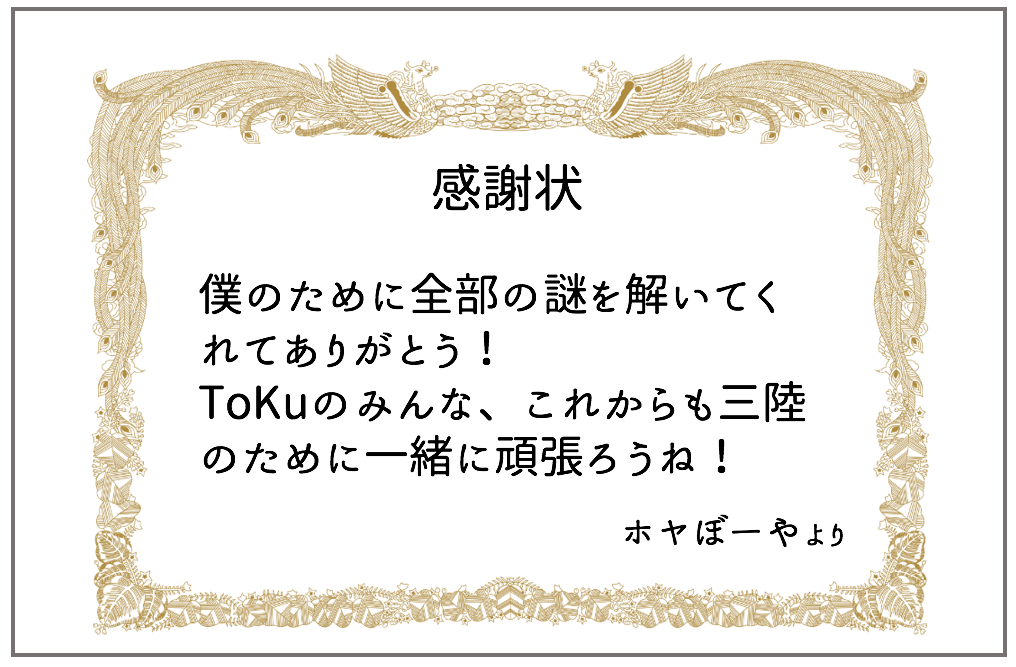 感謝状
僕のために全部の謎を解いてく
れてありがとう！
ToKuのみんな、これからも三陸
のために一緒に頑張ろうね！
ホヤぼーやより